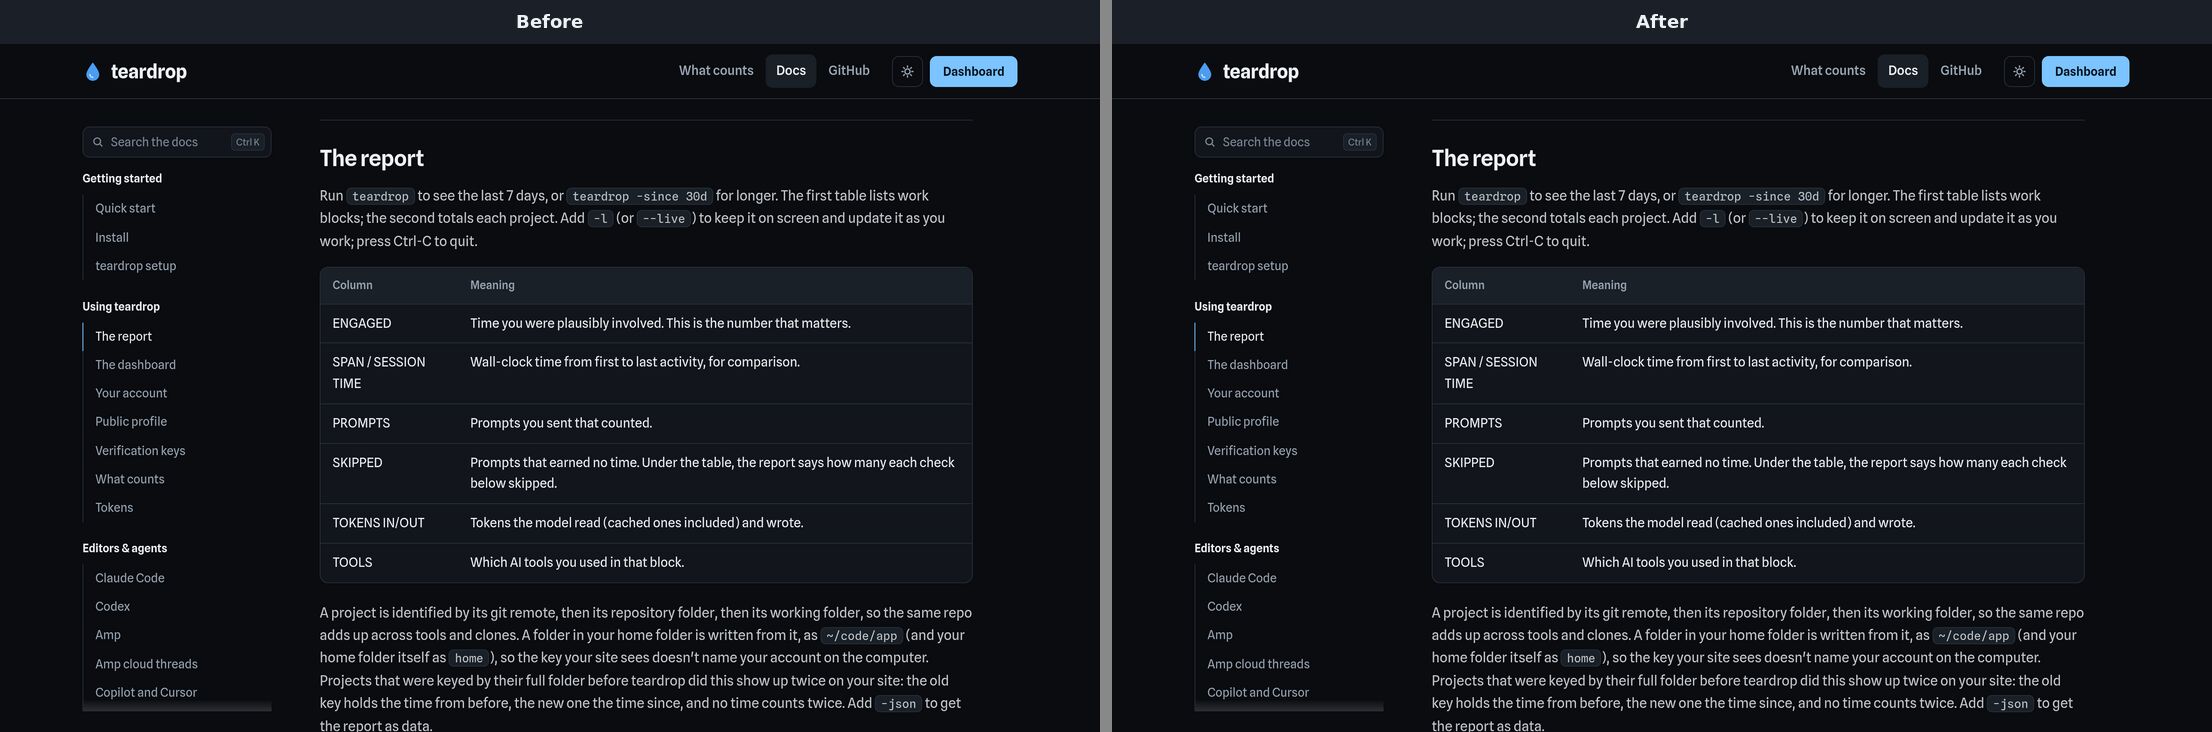 Before
teardrop
What counts
Docs
GitHub
Dashboard
Search the docs
Ctrl K
Getting started
Quick start
Install
teardrop setup
Using teardrop
The report
The dashboard
Your account
Public profile
Verification keys
What counts
Tokens
Editors & agents
Claude Code
Codex
Amp
Amp cloud threads
Copilot and Cursor
The report
Run teardrop to see the last 7 days, or teardrop -since 30d for longer. The first table lists work
blocks; the second totals each project. Add -l (or --live) to keep it on screen and update it as you
work; press Ctrl-C to quit.
Column Meaning
ENGAGED Time you were plausibly involved. This is the number that matters.
SPAN / SESSION Wall-clock time from first to last activity, for comparison.
TIME
PROMPTS Prompts you sent that counted.
SKIPPED Prompts that earned no time. Under the table, the report says how many each check
below skipped.
TOKENS IN/OUT Tokens the model read (cached ones included) and wrote.
TOOLS Which AI tools you used in that block.
A project is identified by its git remote, then its repository folder, then its working folder, so the same repo
adds up across tools and clones. A folder in your home folder is written from it, as ~/code/app (and your
home folder itself as home), so the key your site sees doesn't name your account on the computer.
Projects that were keyed by their full folder before teardrop did this show up twice on your site: the old
key holds the time from before, the new one the time since, and no time counts twice. Add -json to get
the report as data.
After
teardrop
What counts
Docs
GitHub
Dashboard
Search the docs
Ctrl K
Getting started
Quick start
Install
teardrop setup
Using teardrop
The report
The dashboard
Your account
Public profile
Verification keys
What counts
Tokens
Editors & agents
Claude Code
Codex
Amp
Amp cloud threads
Copilot and Cursor
The report
Run teardrop to see the last 7 days, or teardrop -since 30d for longer. The first table lists work
blocks; the second totals each project. Add -l (or --live) to keep it on screen and update it as you
work; press Ctrl-C to quit.
Column Meaning
ENGAGED Time you were plausibly involved. This is the number that matters.
SPAN / SESSION Wall-clock time from first to last activity, for comparison.
TIME
PROMPTS Prompts you sent that counted.
SKIPPED Prompts that earned no time. Under the table, the report says how many each check
below skipped.
TOKENS IN/OUT Tokens the model read (cached ones included) and wrote.
TOOLS Which AI tools you used in that block.
A project is identified by its git remote, then its repository folder, then its working folder, so the same repo
adds up across tools and clones. A folder in your home folder is written from it, as ~/code/app (and your
home folder itself as home), so the key your site sees doesn't name your account on the computer.
Projects that were keyed by their full folder before teardrop did this show up twice on your site: the old
key holds the time from before, the new one the time since, and no time counts twice. Add -json to get
the report as data.